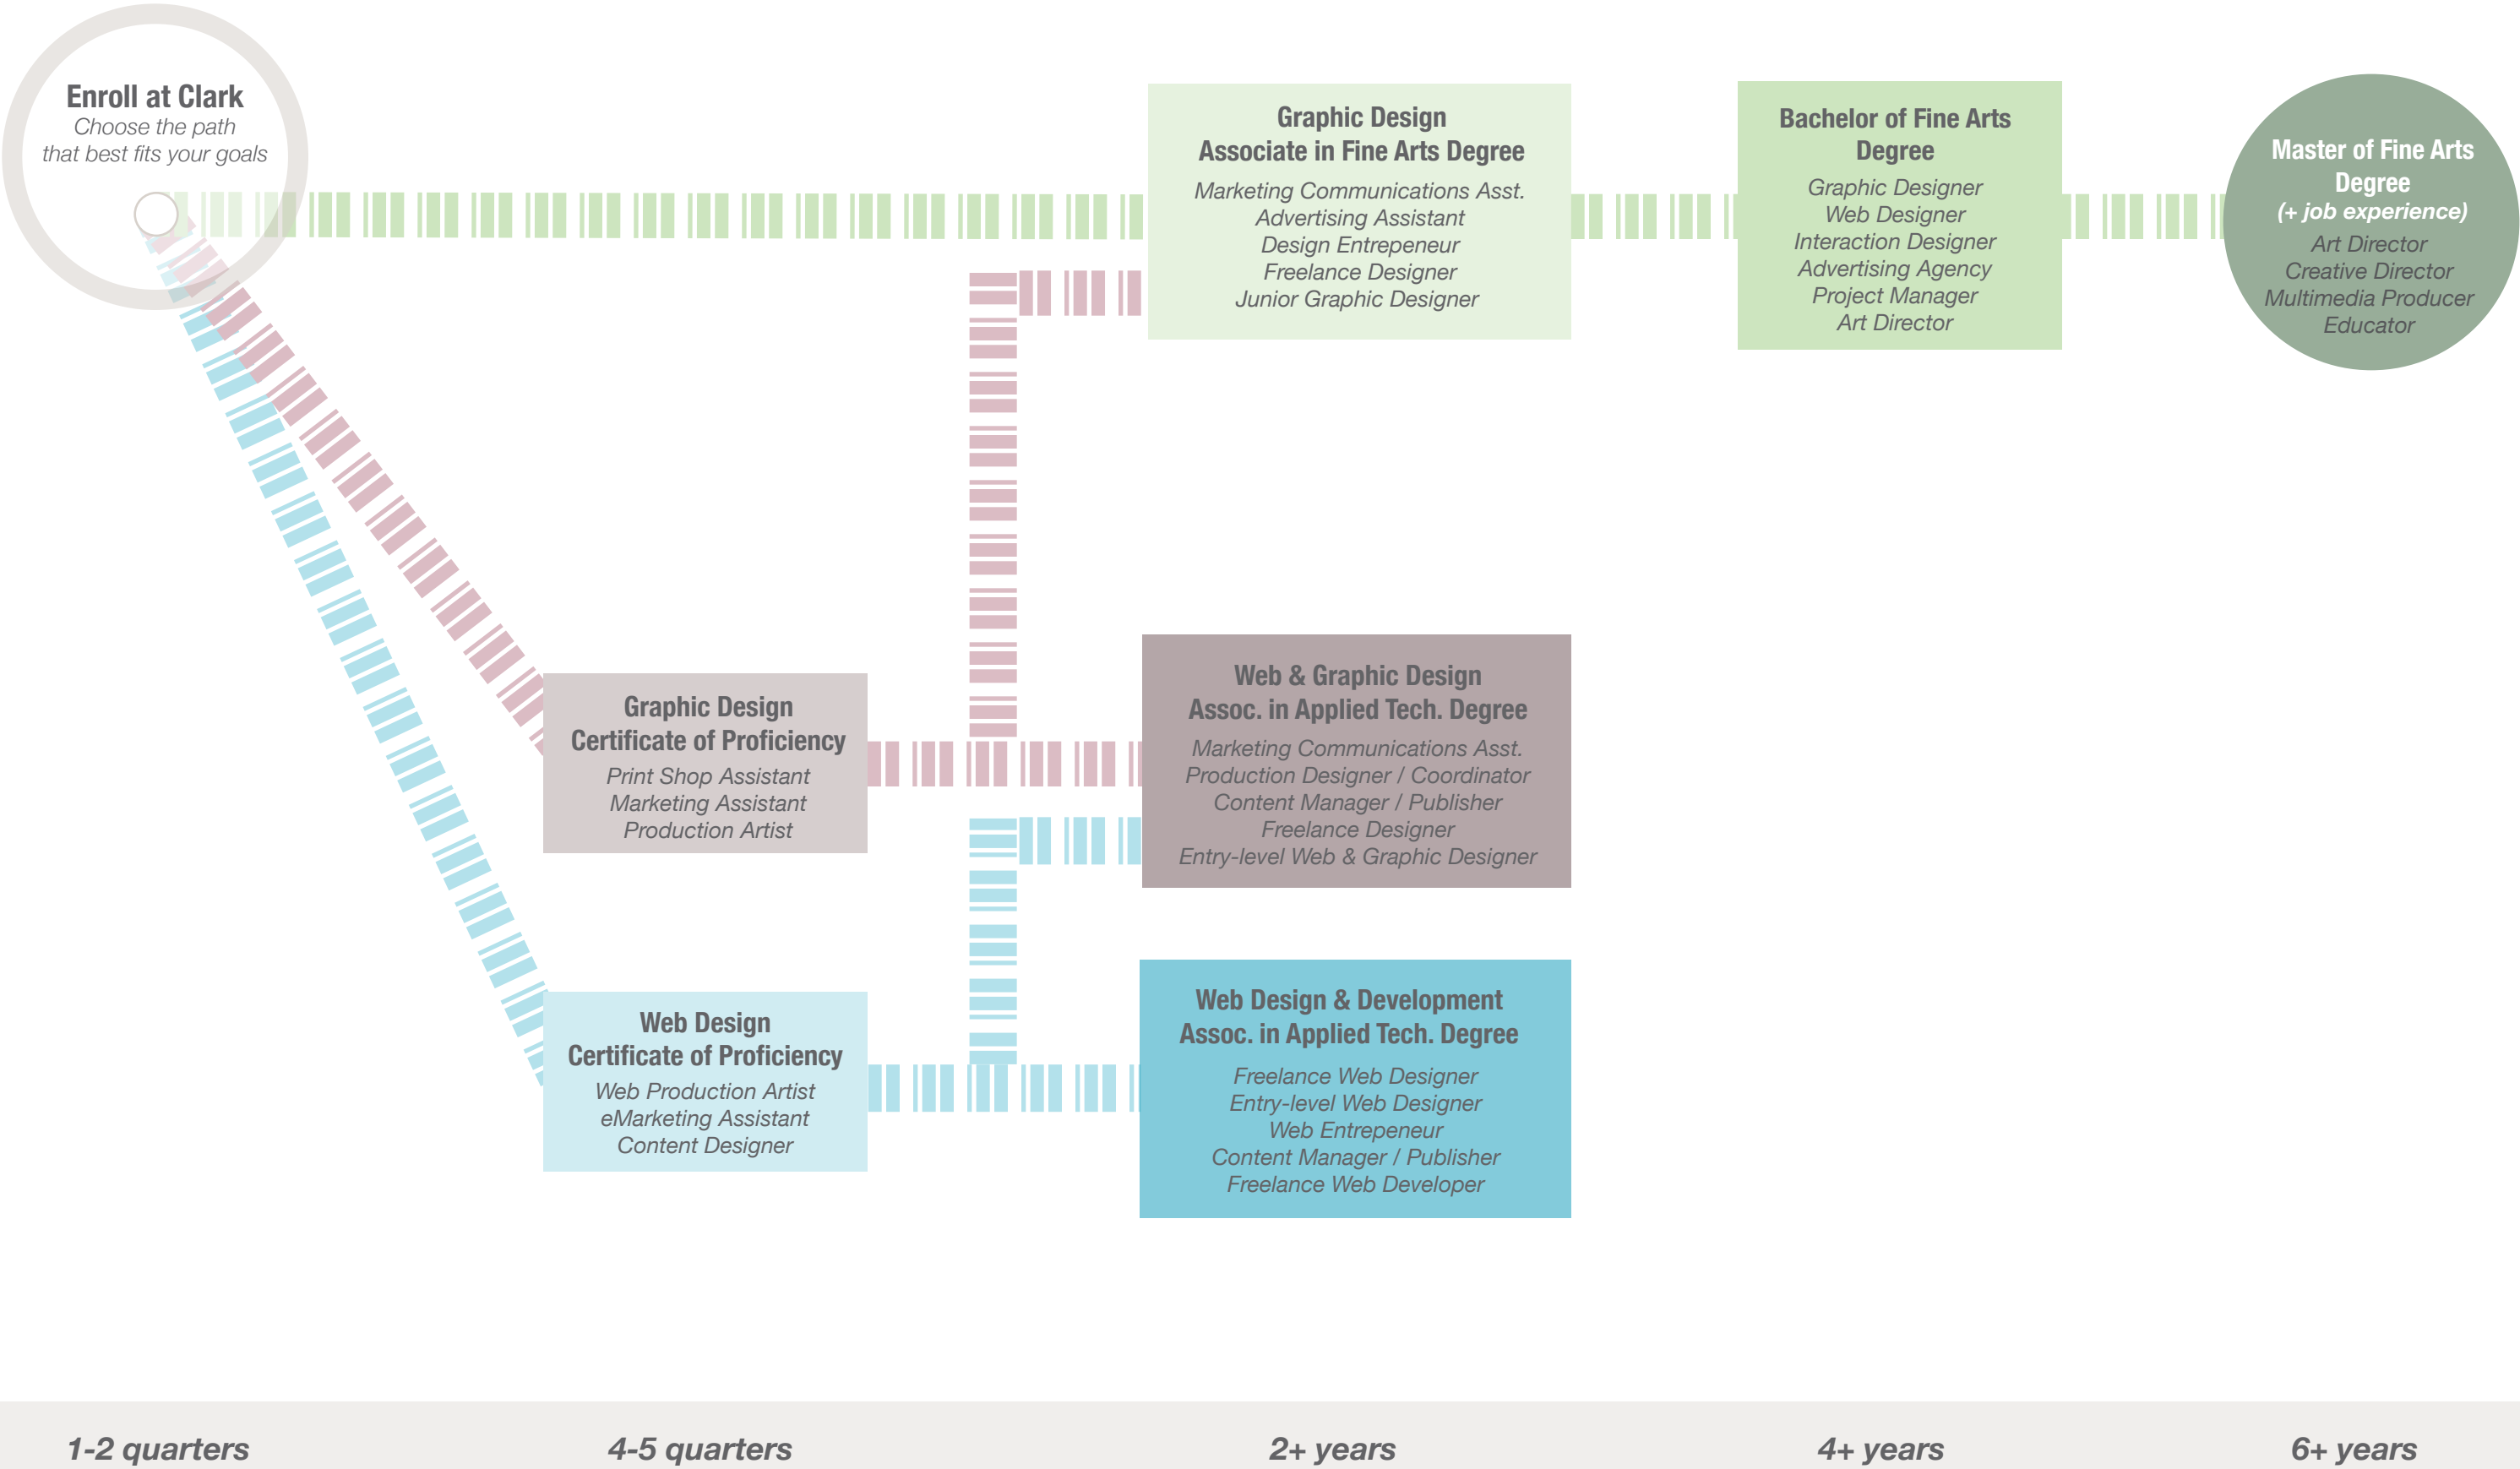 Enroll at Clark
Choose the path
that best fits your goals
Graphic Design
Associate in Fine Arts Degree
Marketing Communications Asst.
Advertising Assistant
Design Entrepeneur
Freelance Designer
Junior Graphic Designer
Bachelor of Fine Arts
Degree
Graphic Designer
Web Designer
Interaction Designer
Advertising Agency
Project Manager
Art Director
Master of Fine Arts
Degree
(+ job experience)
Art Director
Creative Director
Multimedia Producer
Educator
Graphic Design
Certificate of Proficiency
Print Shop Assistant
Marketing Assistant
Production Artist
Web & Graphic Design
Assoc. in Applied Tech. Degree
Marketing Communications Asst.
Production Designer / Coordinator
Content Manager / Publisher
Freelance Designer
Entry-level Web & Graphic Designer
Web Design
Certificate of Proficiency
Web Production Artist
eMarketing Assistant
Content Designer
Web Design & Development
Assoc. in Applied Tech. Degree
Freelance Web Designer
Entry-level Web Designer
Web Entrepeneur
Content Manager / Publisher
Freelance Web Developer
1-2 quarters
4-5 quarters
2+ years
4+ years
6+ years